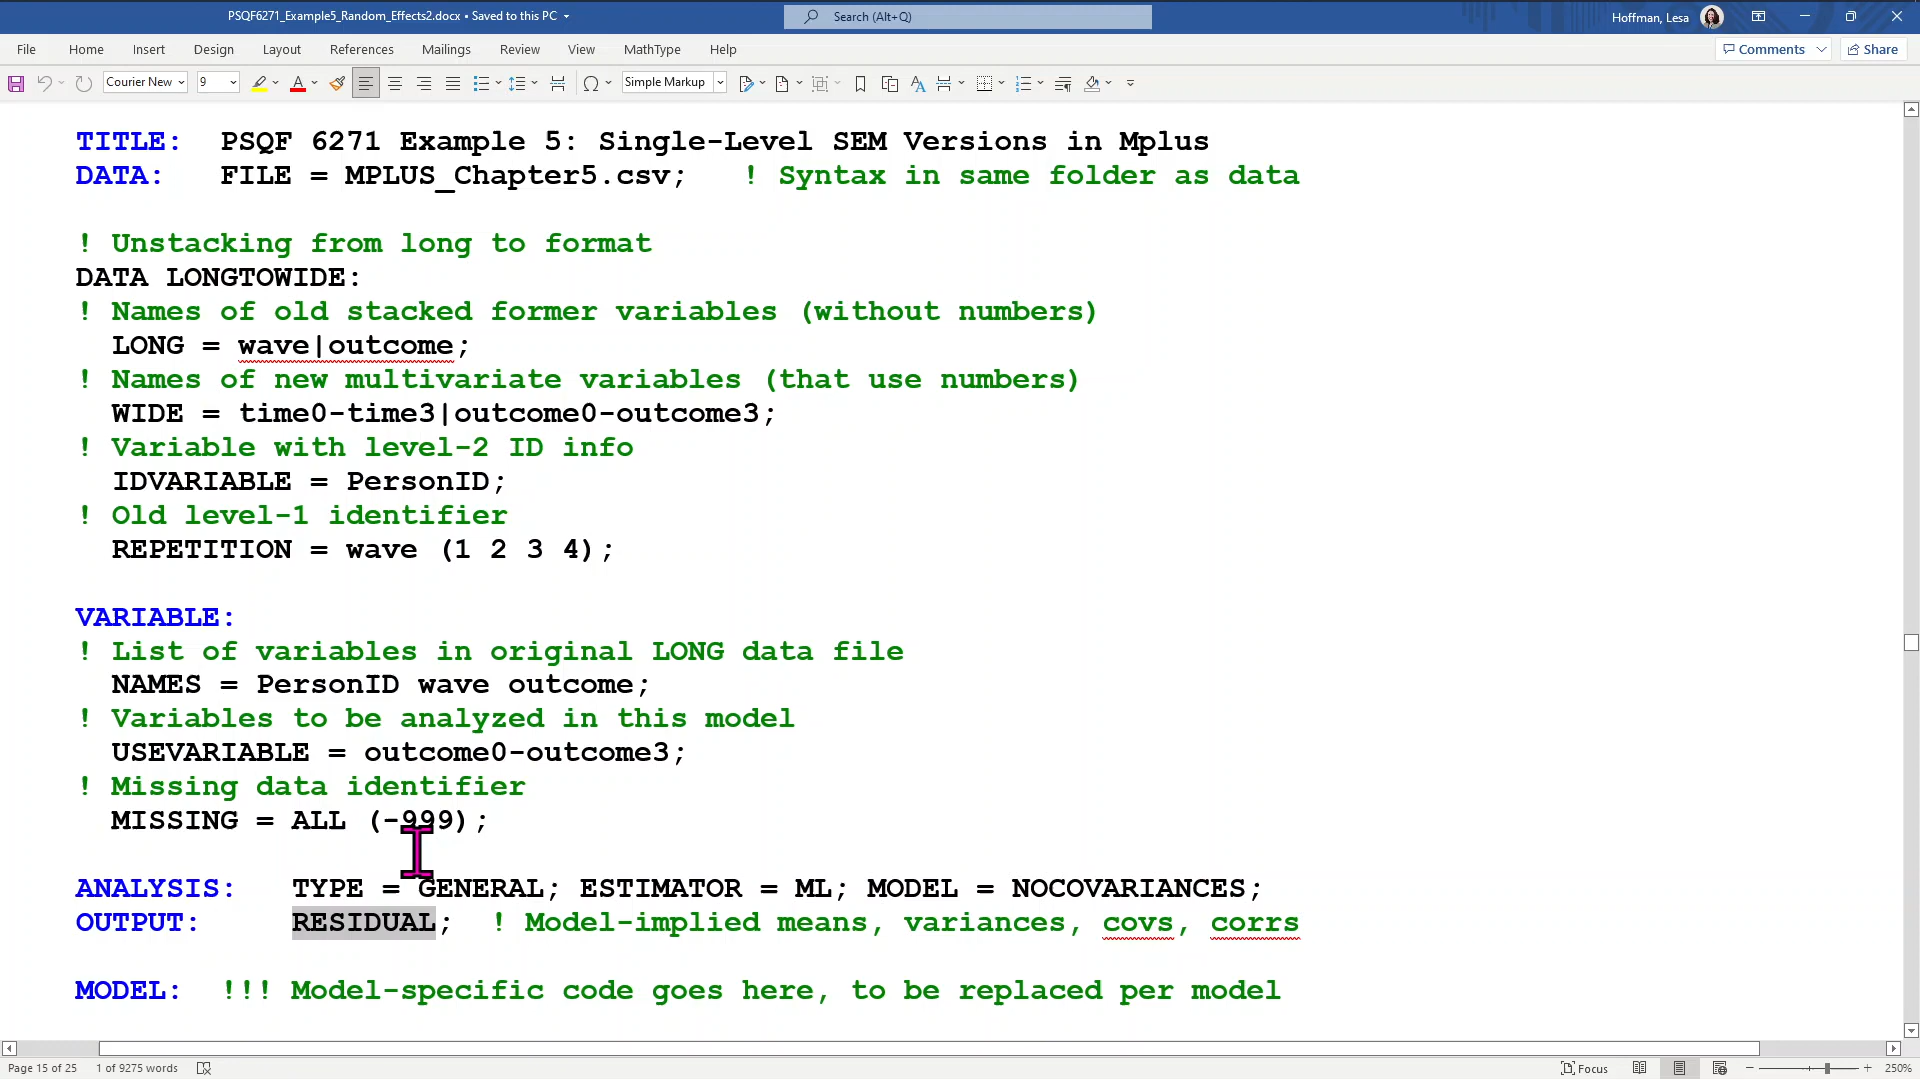 PSQF6271_Example5_Random_Effects2.docx • Saved to this PC
Search (Alt+Q)
Hoffman, Lesa
File Home Insert Design Layout References Mailings Review View MathType Help
Comments Share
Courier New 9 Simple Markup
TITLE: PSQF 6271 Example 5: Single-Level SEM Versions in Mplus
DATA: FILE = MPLUS_Chapter5.csv; ! Syntax in same folder as data
! Unstacking from long to format
DATA LONGTOWIDE:
! Names of old stacked former variables (without numbers)
LONG = wave|outcome;
! Names of new multivariate variables (that use numbers)
WIDE = time0-time3|outcome0-outcome3;
! Variable with level-2 ID info
IDVARIABLE = PersonID;
! Old level-1 identifier
REPETITION = wave (1 2 3 4);
VARIABLE:
! List of variables in original LONG data file
NAMES = PersonID wave outcome;
! Variables to be analyzed in this model
USEVARIABLE = outcome0-outcome3;
! Missing data identifier
MISSING = ALL (-999);
ANALYSIS: TYPE = GENERAL; ESTIMATOR = ML; MODEL = NOCOVARIANCES;
OUTPUT: RESIDUAL; ! Model-implied means, variances, covs, corrs
MODEL: !!! Model-specific code goes here, to be replaced per model
Page 15 of 25 1 of 9275 words Focus 250%